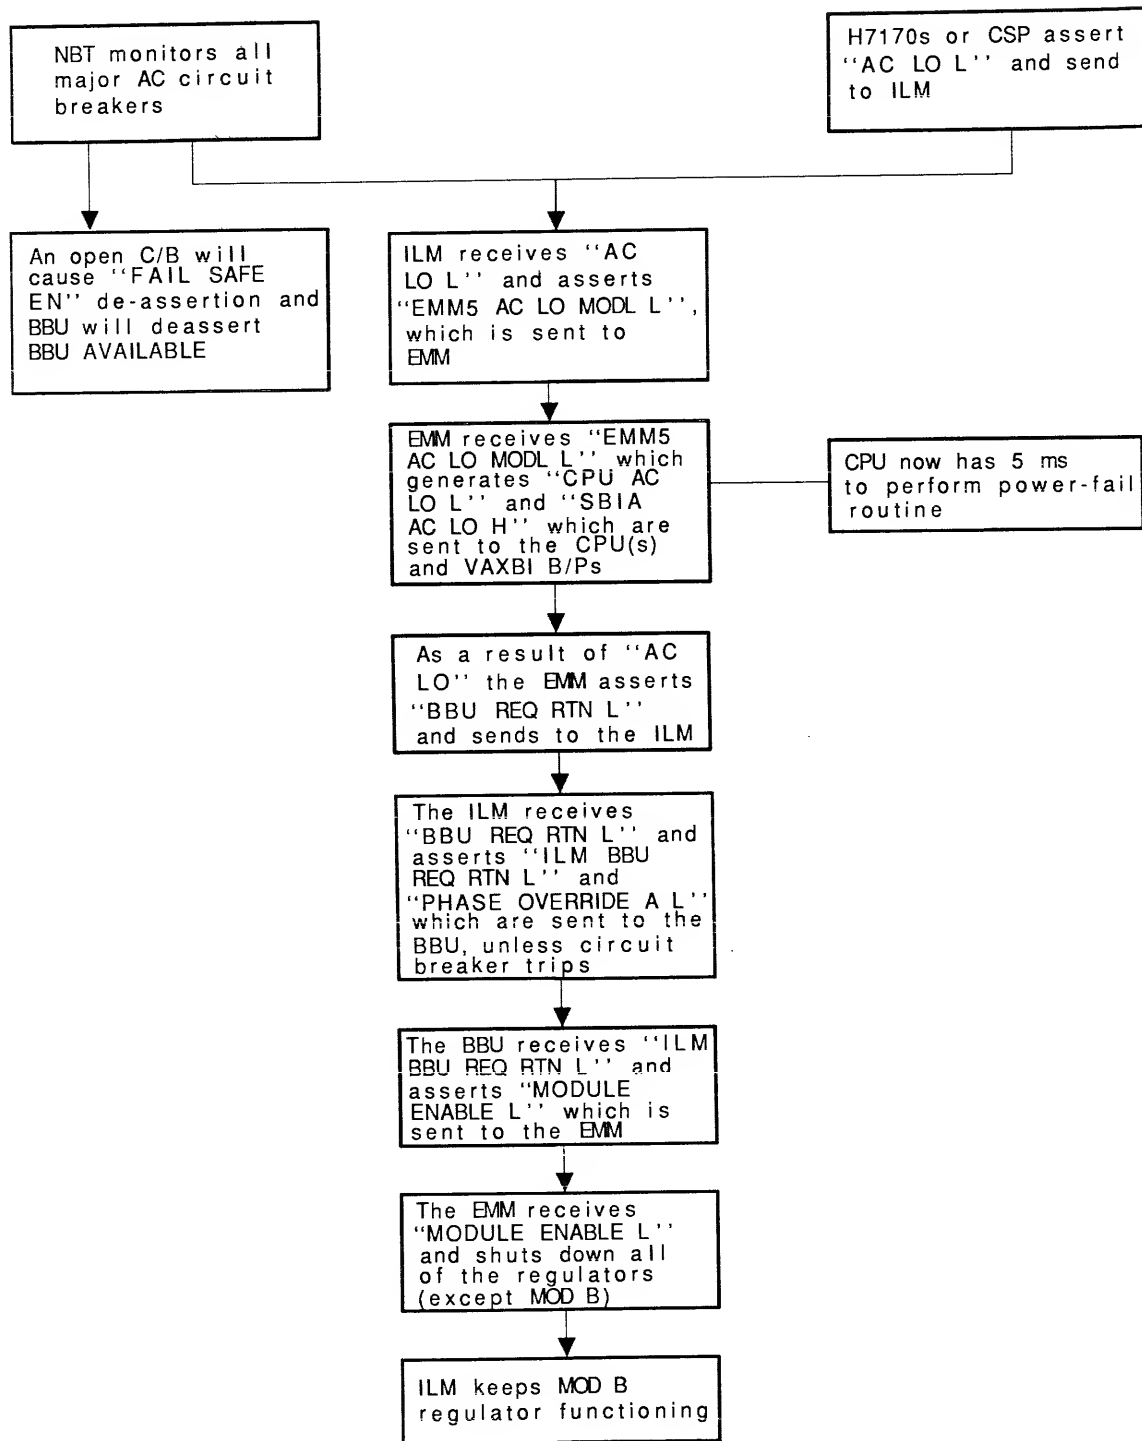 NBT monitors all
major AC circuit
breakers
H7170s or CSP assert
“AC LO L” and send
to ILM
An open C/B will
cause “FAIL SAFE
EN” de-assertion and
BBU will deassert
BBU AVAILABLE
ILM receives “AC
LO L” and asserts
“EMM5 AC LO MODL L”,
which is sent to
EMM
EMM receives “EMM5
AC LO MODL L” which
generates “CPU AC
LO L” and “SBIA
AC LO H” which are
sent to the CPU(s)
and VAXBI B/Ps
CPU now has 5 ms
to perform power-fail
routine
As a result of “AC
LO” the EMM asserts
“BBU REQ RTN L”
and sends to the ILM
The ILM receives
“BBU REQ RTN L” and
asserts “ILM BBU
REQ RTN L” and
“PHASE OVERRIDE A L”
which are sent to the
BBU, unless circuit
breaker trips
The BBU receives “ILM
BBU REQ RTN L” and
asserts “MODULE
ENABLE L” which is
sent to the EMM
The EMM receives
“MODULE ENABLE L”
and shuts down all
of the regulators
(except MOD B)
ILM keeps MOD B
regulator functioning